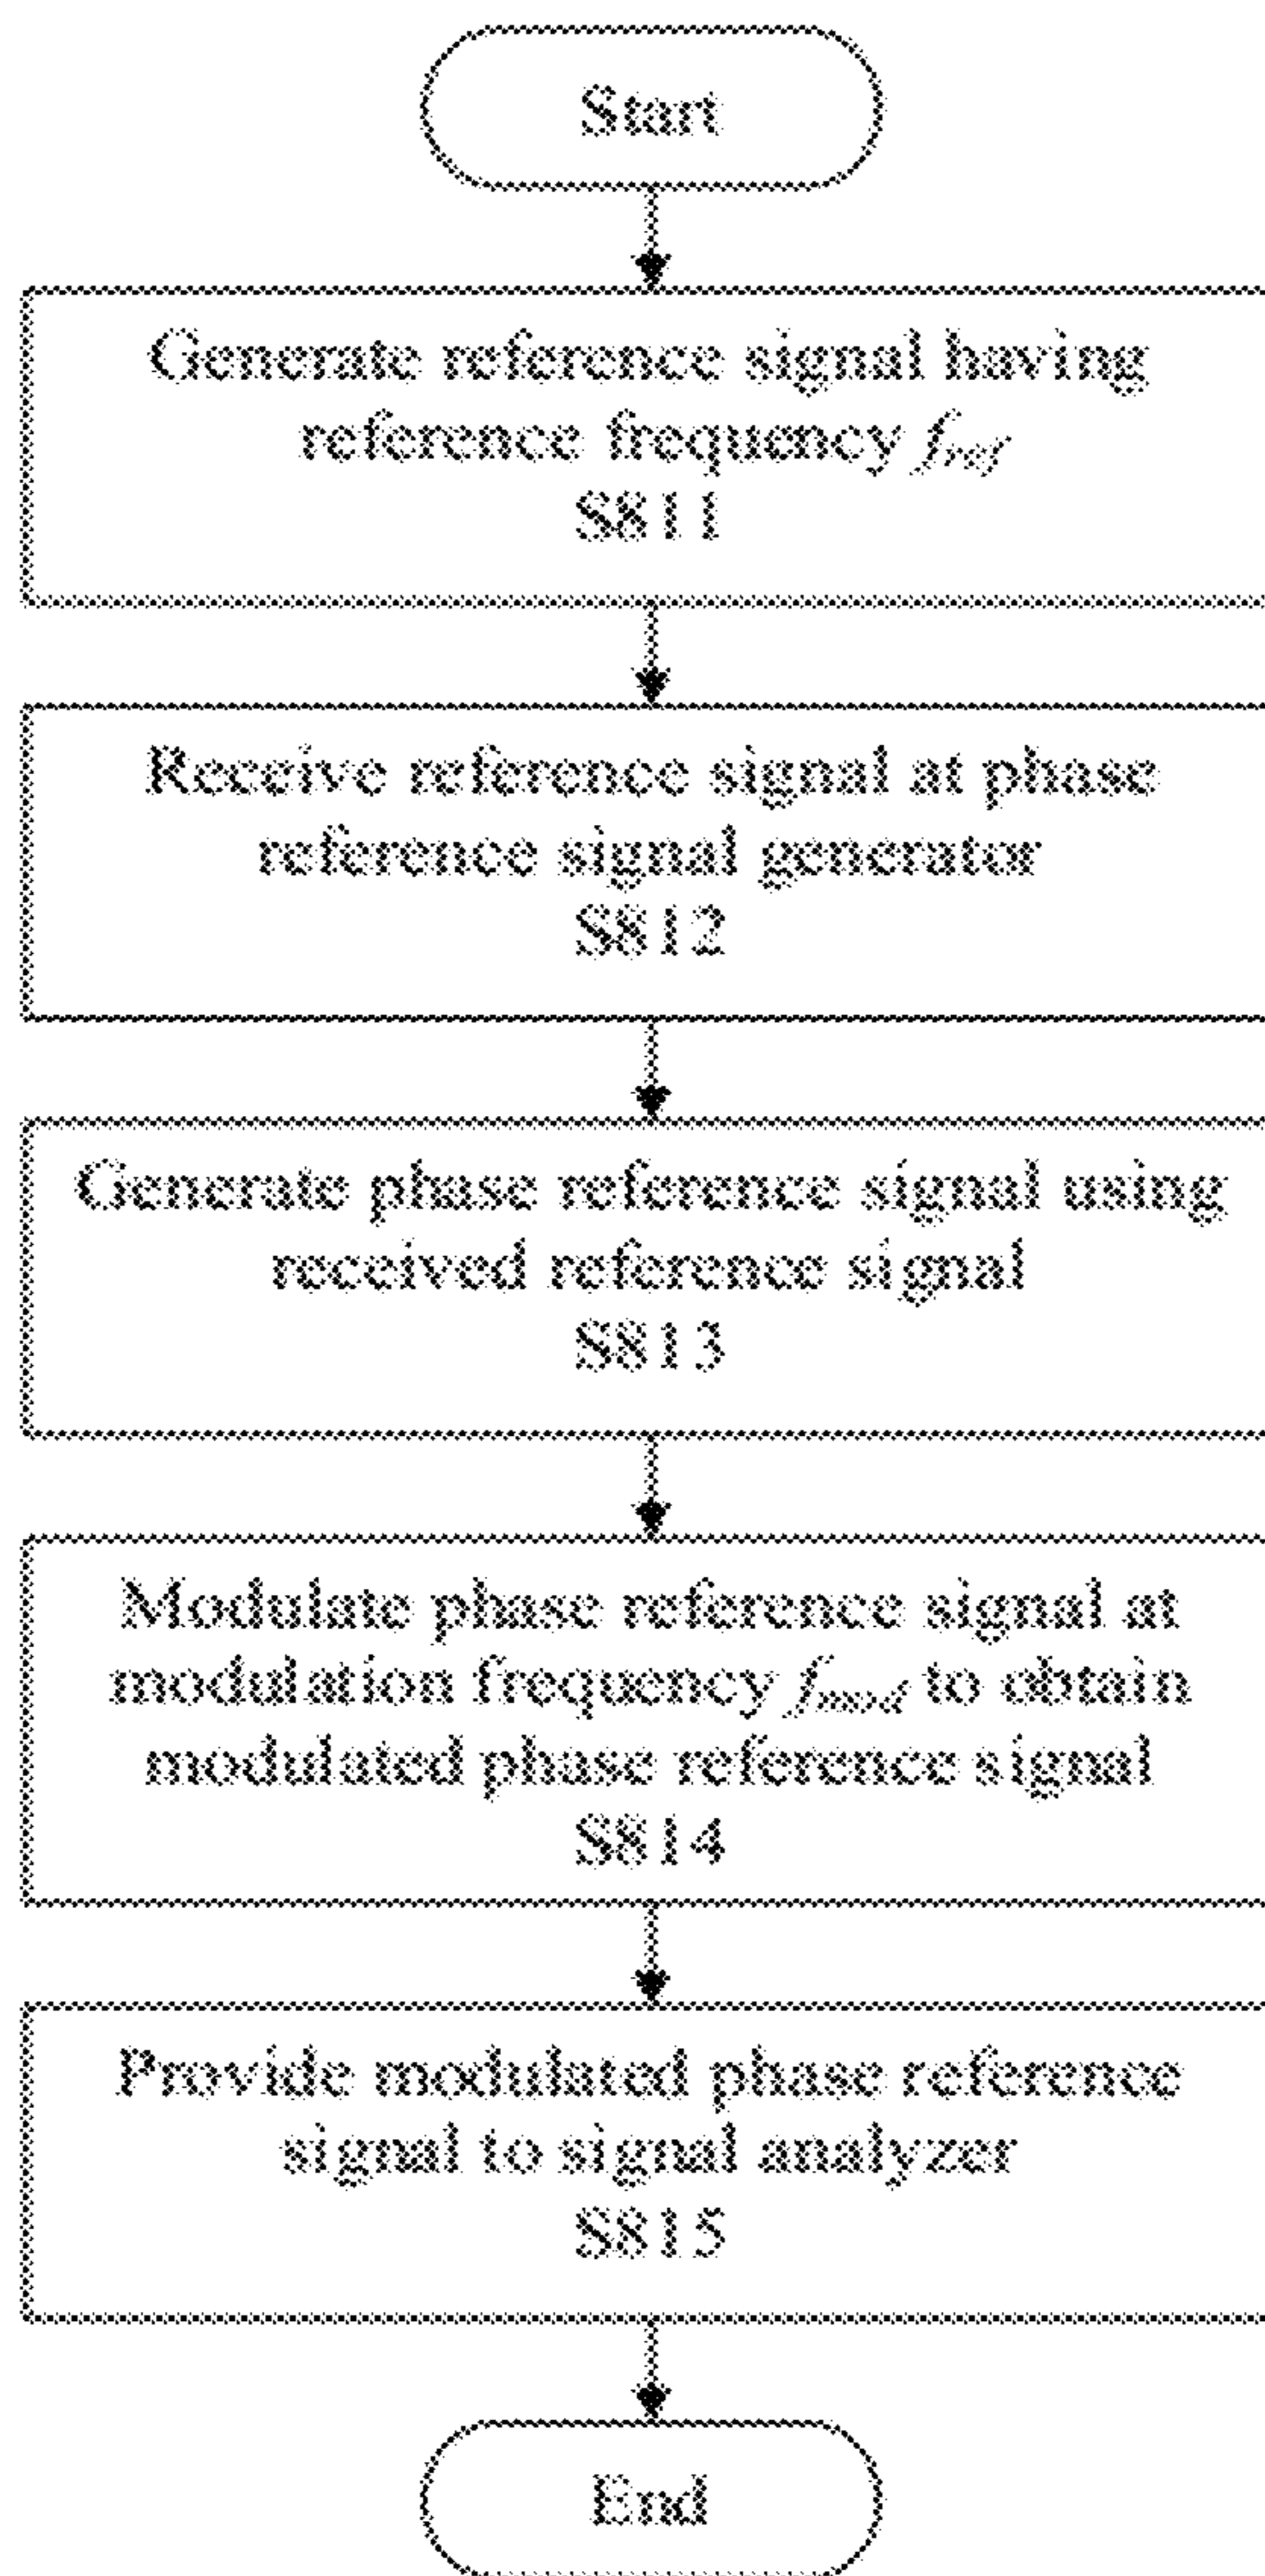 Start
Generate reference signal having
reference frequency f_ref
S811
Receive reference signal at phase
reference signal generator
S812
Generate phase reference signal using
received reference signal
S813
Modulate phase reference signal at
modulation frequency f_mod to obtain
modulated phase reference signal
S814
Provide modulated phase reference
signal to signal analyzer
S815
End